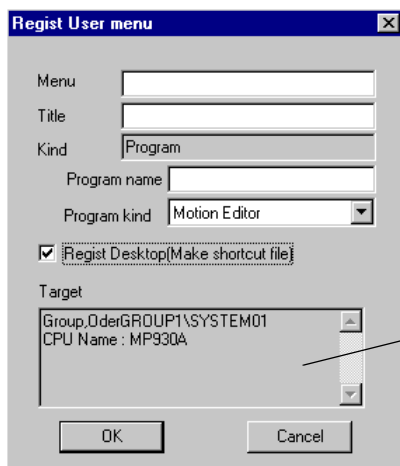 Regist User menu
Menu
Title
Kind Program
Program name
Program kind Motion Editor
Regist Desktop(Make shortcut file)
Target
Group,OderGROUP1\SYSTEM01
CPU Name : MP930A
OK Cancel